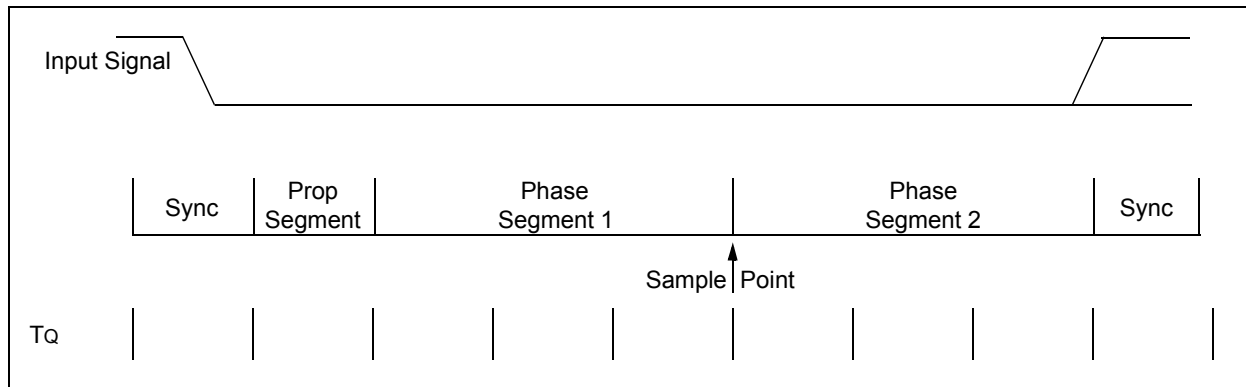 Input Signal
Sync
Prop
Segment
Phase
Segment 1
Phase
Segment 2
Sync
Sample Point
TQ